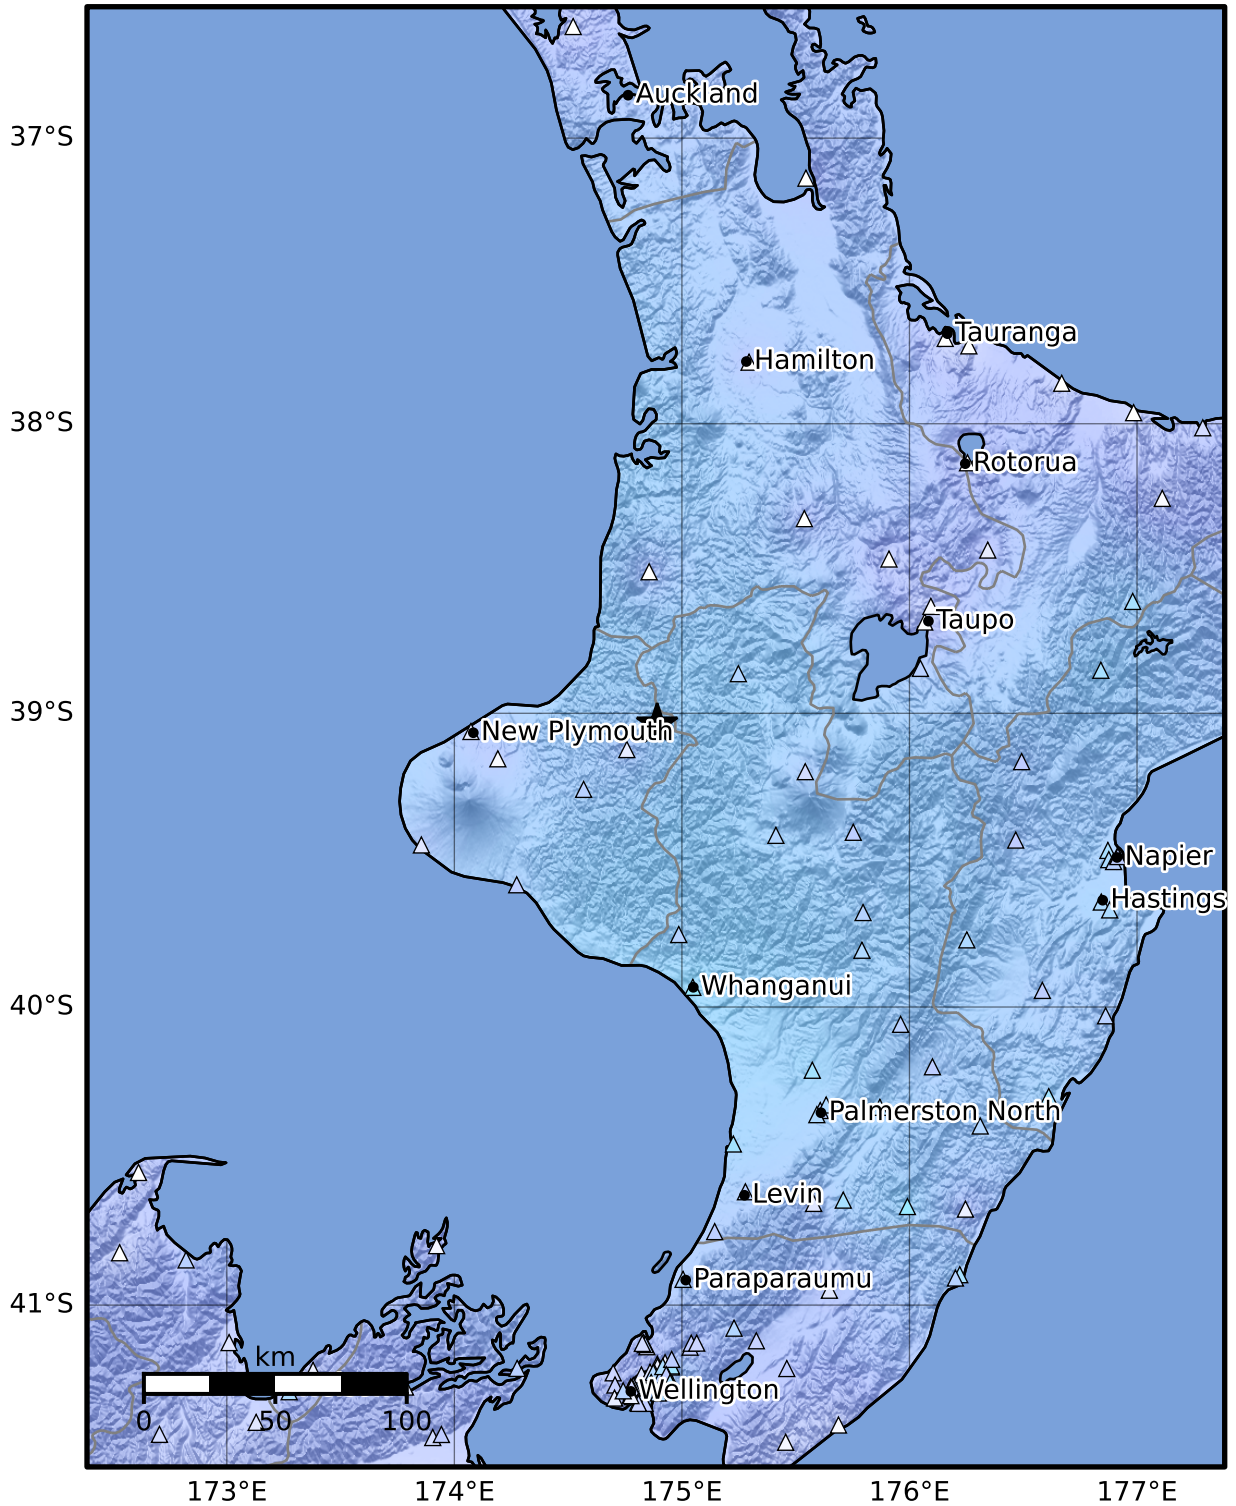 Auckland
37°S
Tauranga
Hamilton
38°S
Rotorua
Taupo
39°S
New Plymouth
Napier
Hastings
Whanganui
40°S
Palmerston North
Levin
Paraparaumu
41°S
km
Wellington
0 50 100
173°E 174°E 175°E 176°E 177°E